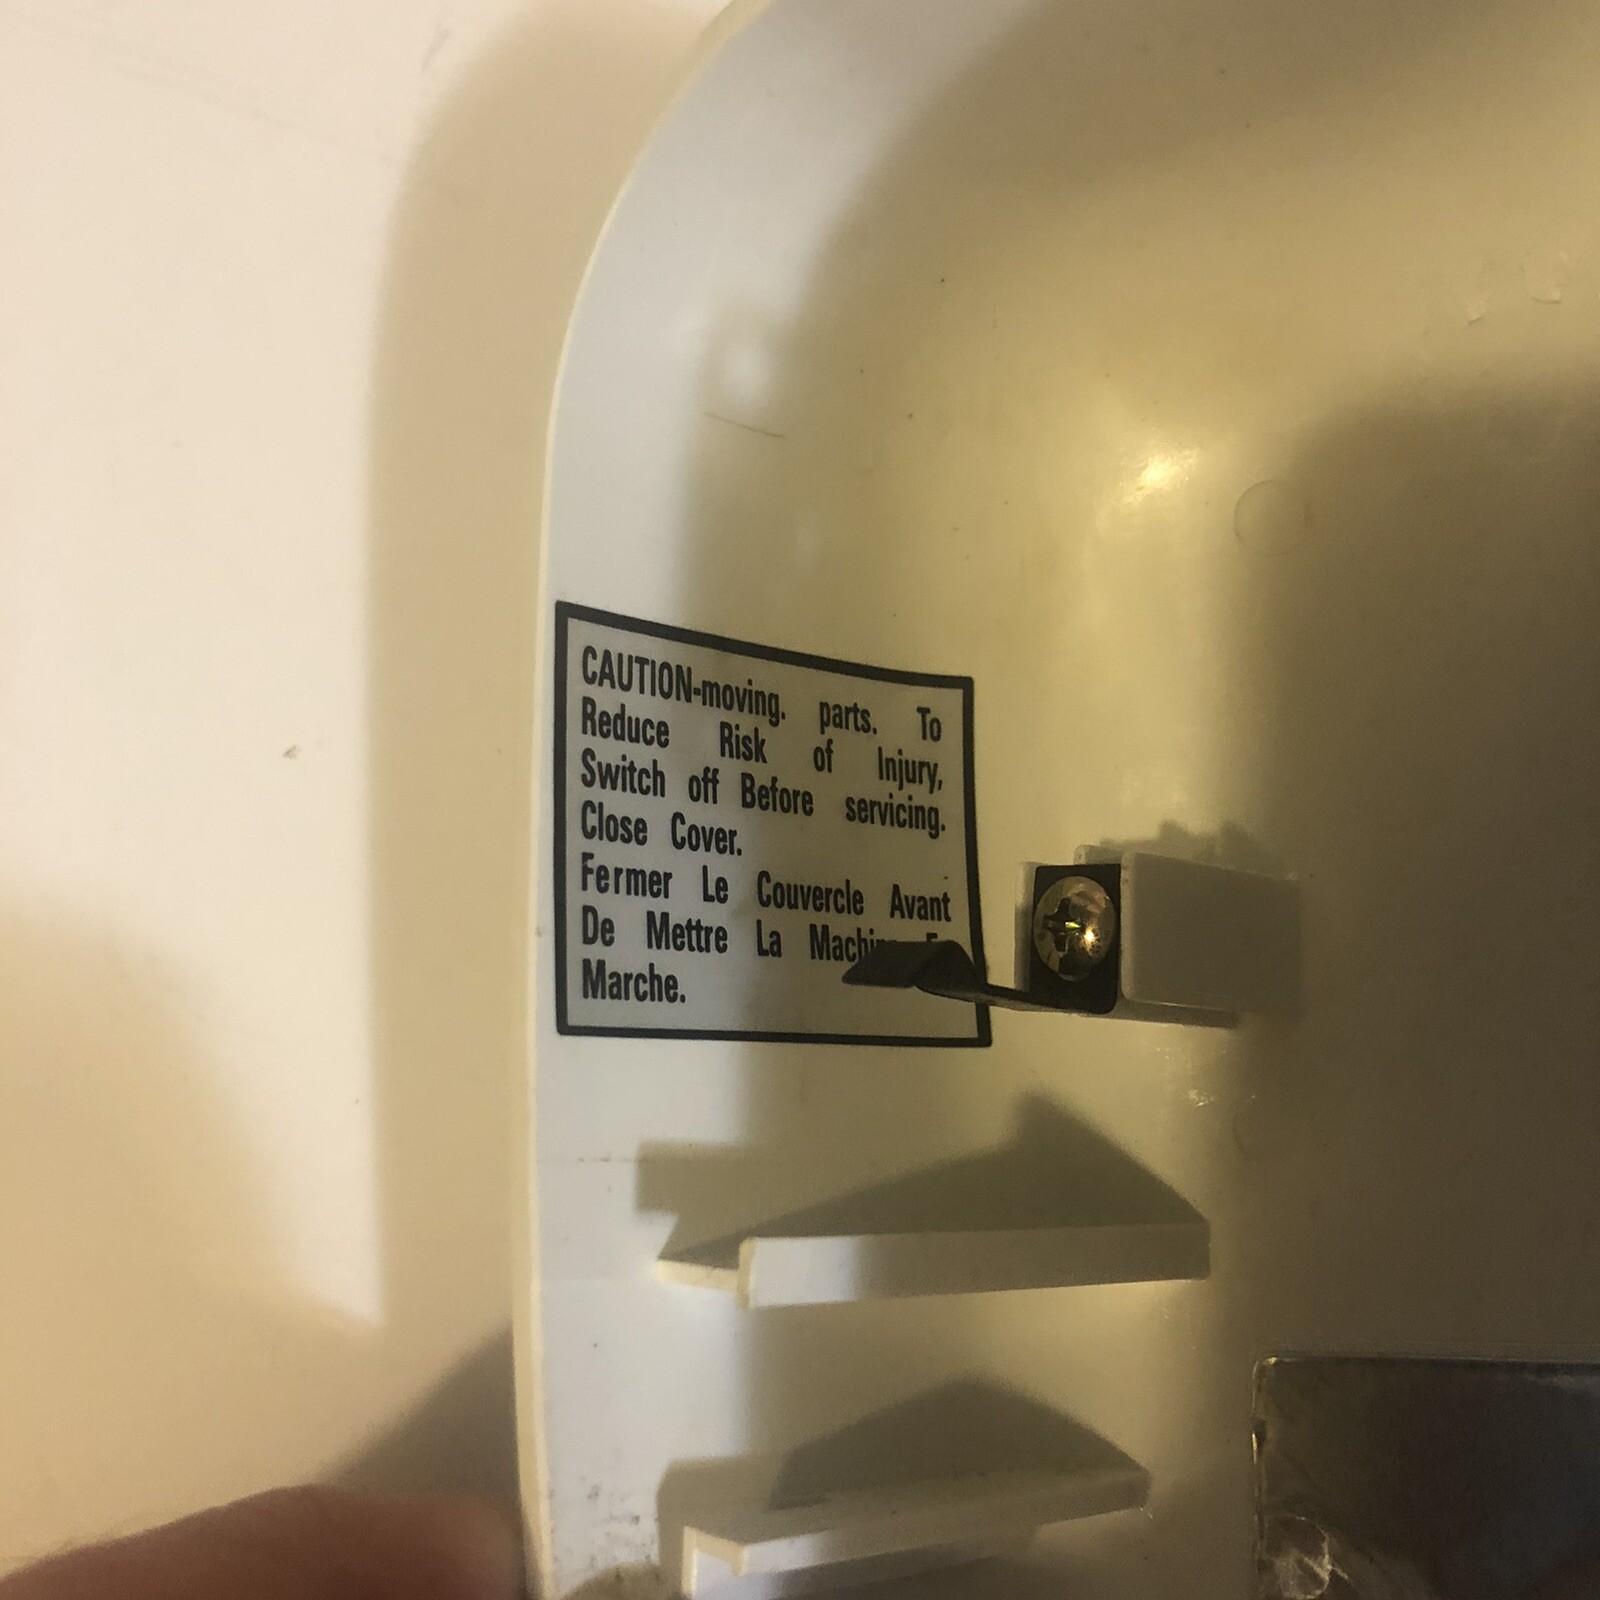 CAUTION-moving. parts. To
Reduce Risk of Injury,
Switch off Before servicing.
Close Cover.
Fermer Le Couvercle Avant
De Mettre La
Marche.